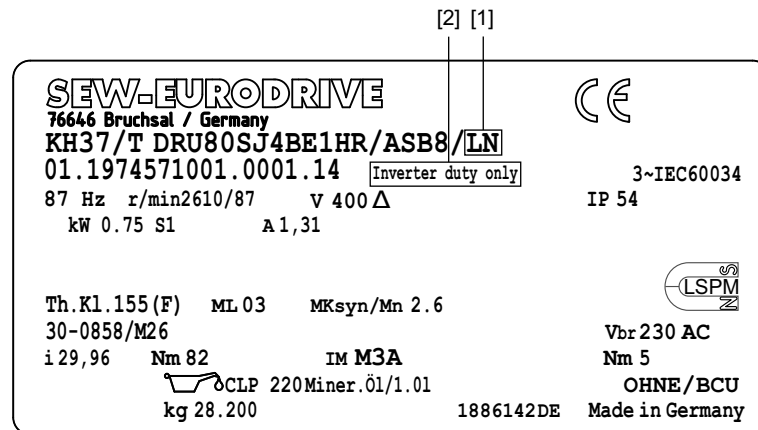 [2] [1]
SEW-EURODRIVE
76646 Bruchsal / Germany
KH37/T DRU80SJ4BE1HR/ASB8/LN
01.1974571001.0001.14 Inverter duty only 3~IEC60034
87 Hz r/min2610/87 V 400 Δ IP 54
kW 0.75 S1 A 1,31
LSPM
S
N
Th.Kl.155(F) ML 03 MKsyn/Mn 2.6
30-0858/M26 Vbr 230 AC
i 29,96 Nm 82 IM M3A Nm 5
CLP 220 Miner.Öl/1.0l OHNE/BCU
kg 28.200 1886142DE Made in Germany
CE